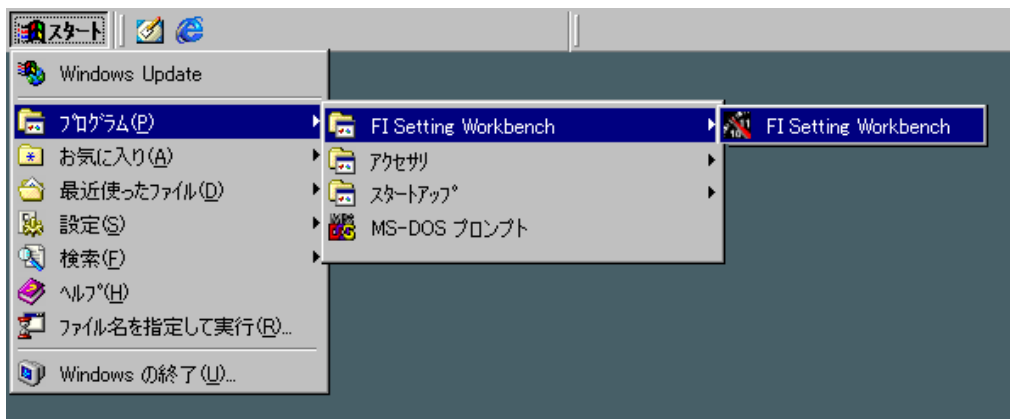 スタート
Windows Update
プログラム(P)
お気に入り(A)
最近使ったファイル(D)
設定(S)
検索(F)
ヘルプ(H)
ファイル名を指定して実行(R)...
Windows の終了(U)...
FI Setting Workbench
アクセサリ
スタートアップ
MS-DOS プロンプト
FI Setting Workbench